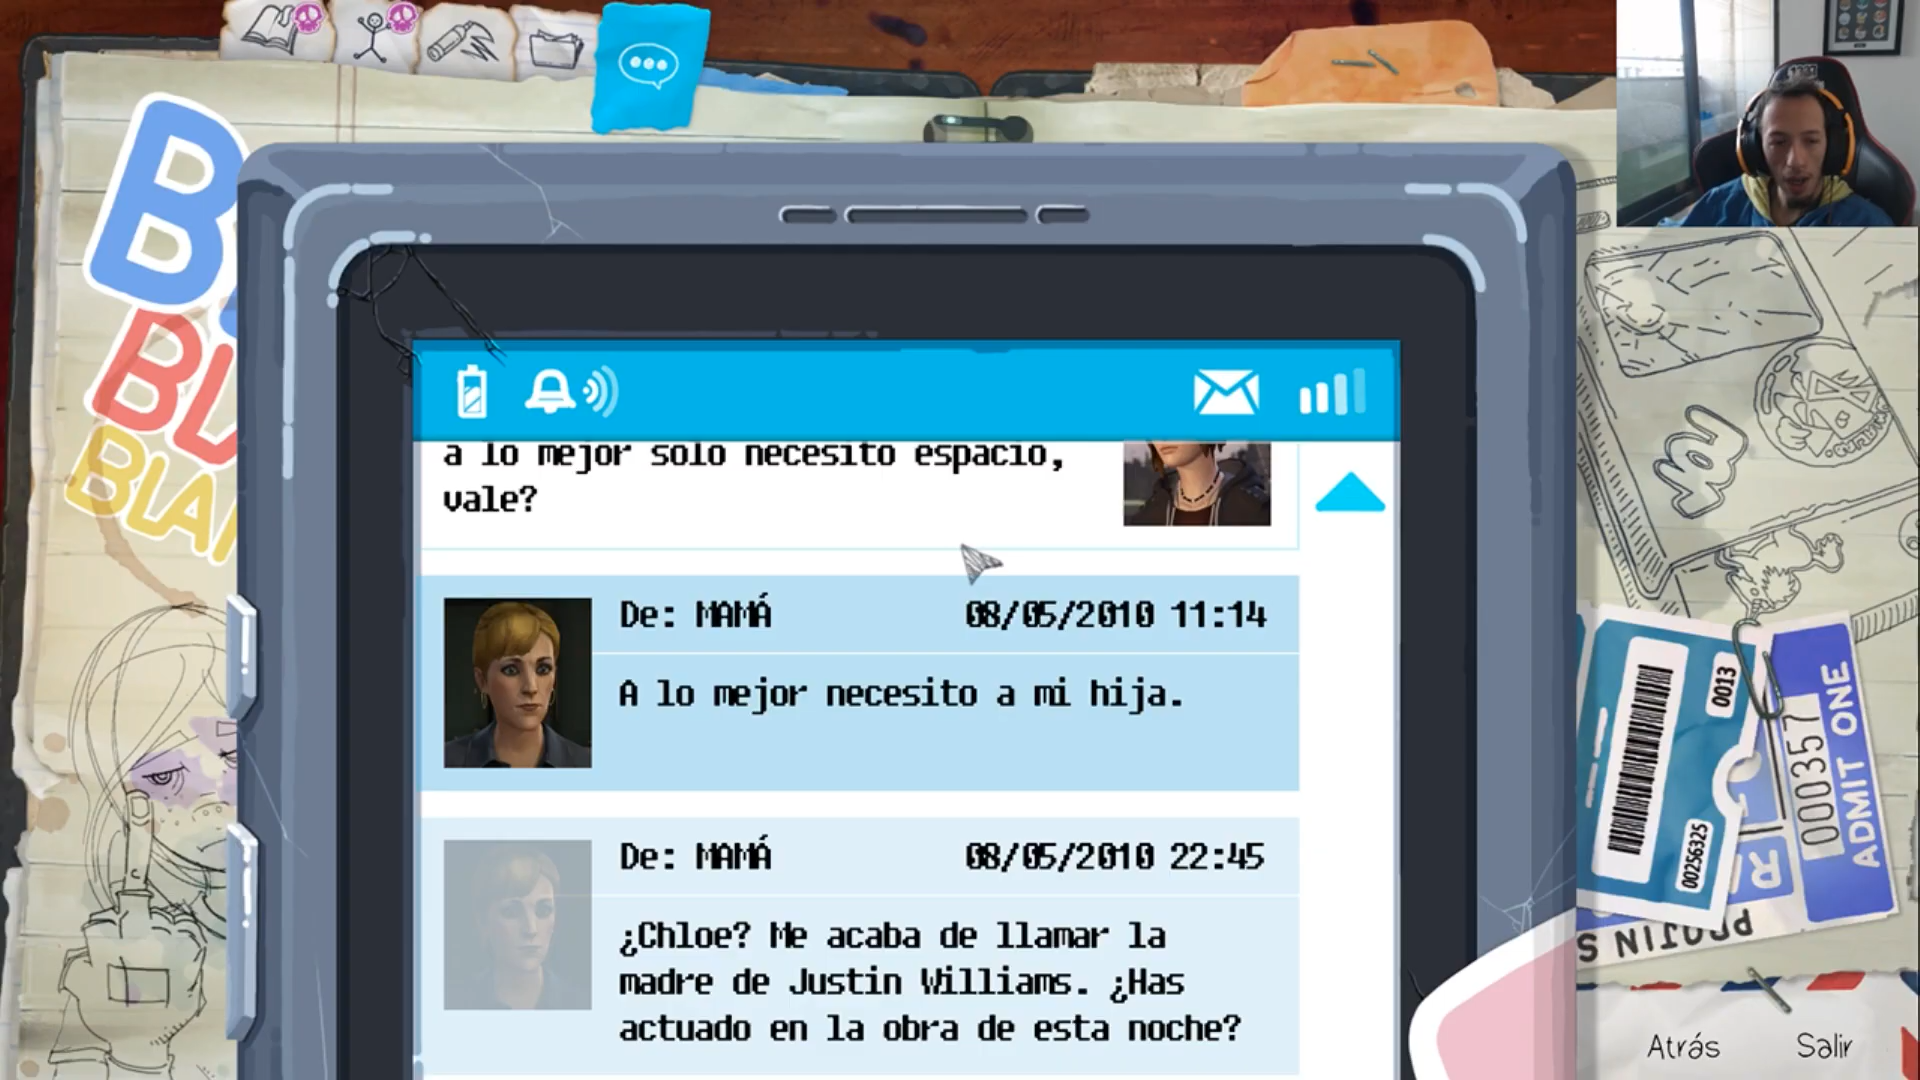 a lo mejor solo necesito espacio,
vale?
De: MAMÁ 08/05/2010 11:14
A lo mejor necesito a mi hija.
De: MAMÁ 08/05/2010 22:45
¿Chloe? Me acaba de llamar la
madre de Justin Williams. ¿Has
actuado en la obra de esta noche?
0013
00256325
000357
ADMIT ONE
Atrás Salir